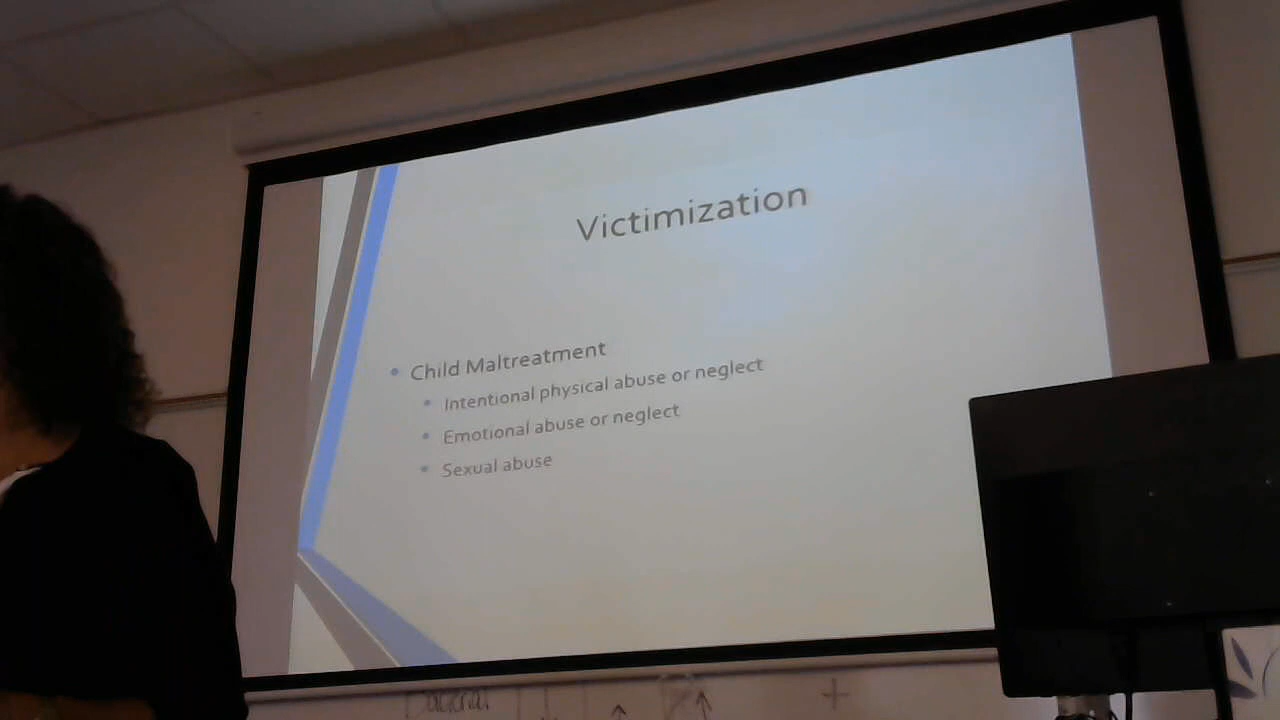 Victimization
• Child Maltreatment
• Intentional physical abuse or neglect
• Emotional abuse or neglect
• Sexual abuse